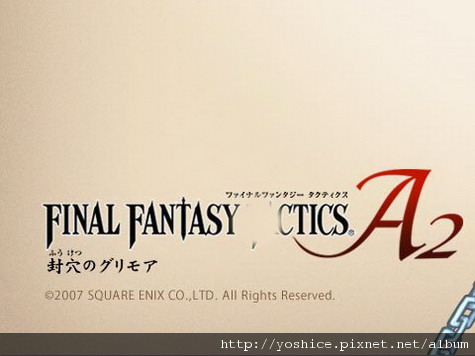 ファイナルファンタジー タクティクス
FINAL FANTASY CTICS® A2
ふう けつ
封穴のグリモア
©2007 SQUARE ENIX CO.,LTD. All Rights Reserved.
http://yoshice.pixnet.net/album